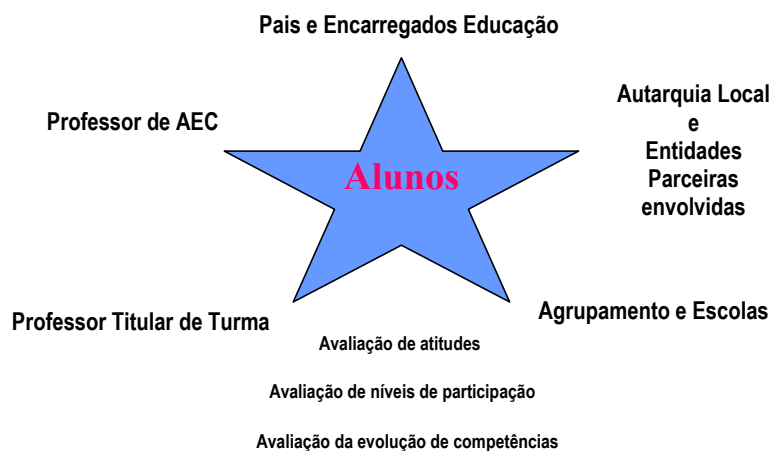 Pais e Encarregados Educação
Professor de AEC
Autarquia Local
e
Entidades
Parceiras
envolvidas
Alunos
Professor Titular de Turma
Agrupamento e Escolas
Avaliação de atitudes
Avaliação de níveis de participação
Avaliação da evolução de competências